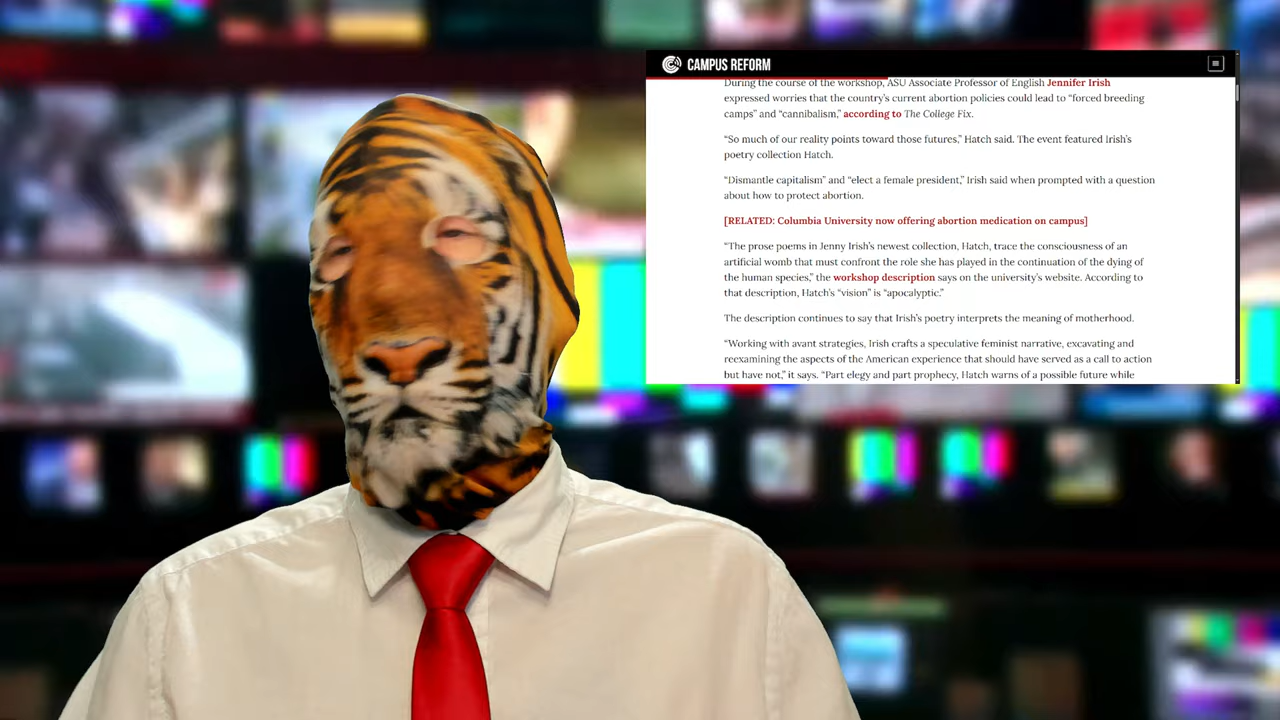 CAMPUS REFORM
During the course of the workshop, ASU Associate Professor of English Jennifer Irish
expressed worries that the country's current abortion policies could lead to “forced breeding
camps” and “cannibalism,” according to The College Fix.
“So much of our reality points toward those futures,” Hatch said. The event featured Irish's
poetry collection Hatch.
“Dismantle capitalism” and “elect a female president,” Irish said when prompted with a question
about how to protect abortion.
[RELATED: Columbia University now offering abortion medication on campus]
“The prose poems in Jenny Irish's newest collection, Hatch, trace the consciousness of an
artificial womb that must confront the role she has played in the continuation of the dying of
the human species,” the workshop description says on the university's website. According to
that description, Hatch's “vision” is “apocalyptic.”
The description continues to say that Irish's poetry interprets the meaning of motherhood.
“Working with avant strategies, Irish crafts a speculative feminist narrative, excavating and
reexamining the aspects of the American experience that should have served as a call to action
but have not,” it says. “Part elegy and part prophecy, Hatch warns of a possible future while